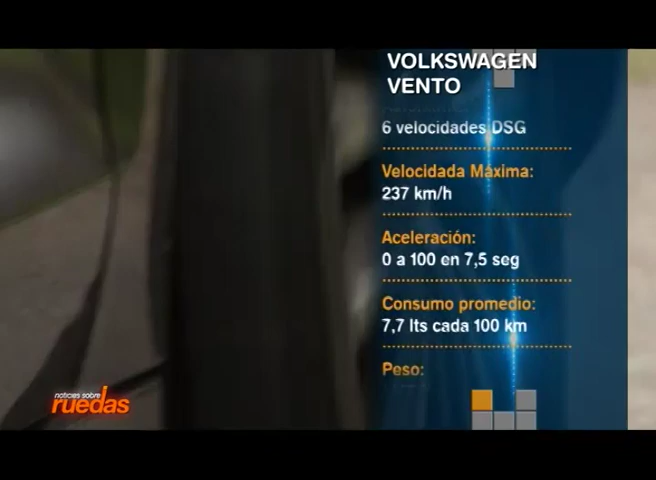 VOLKSWAGEN
VENTO
6 velocidades DSG
Velocidada Máxima:
237 km/h
Aceleración:
0 a 100 en 7,5 seg
Consumo promedio:
7,7 lts cada 100 km
Peso:
noticias sobre
ruedas